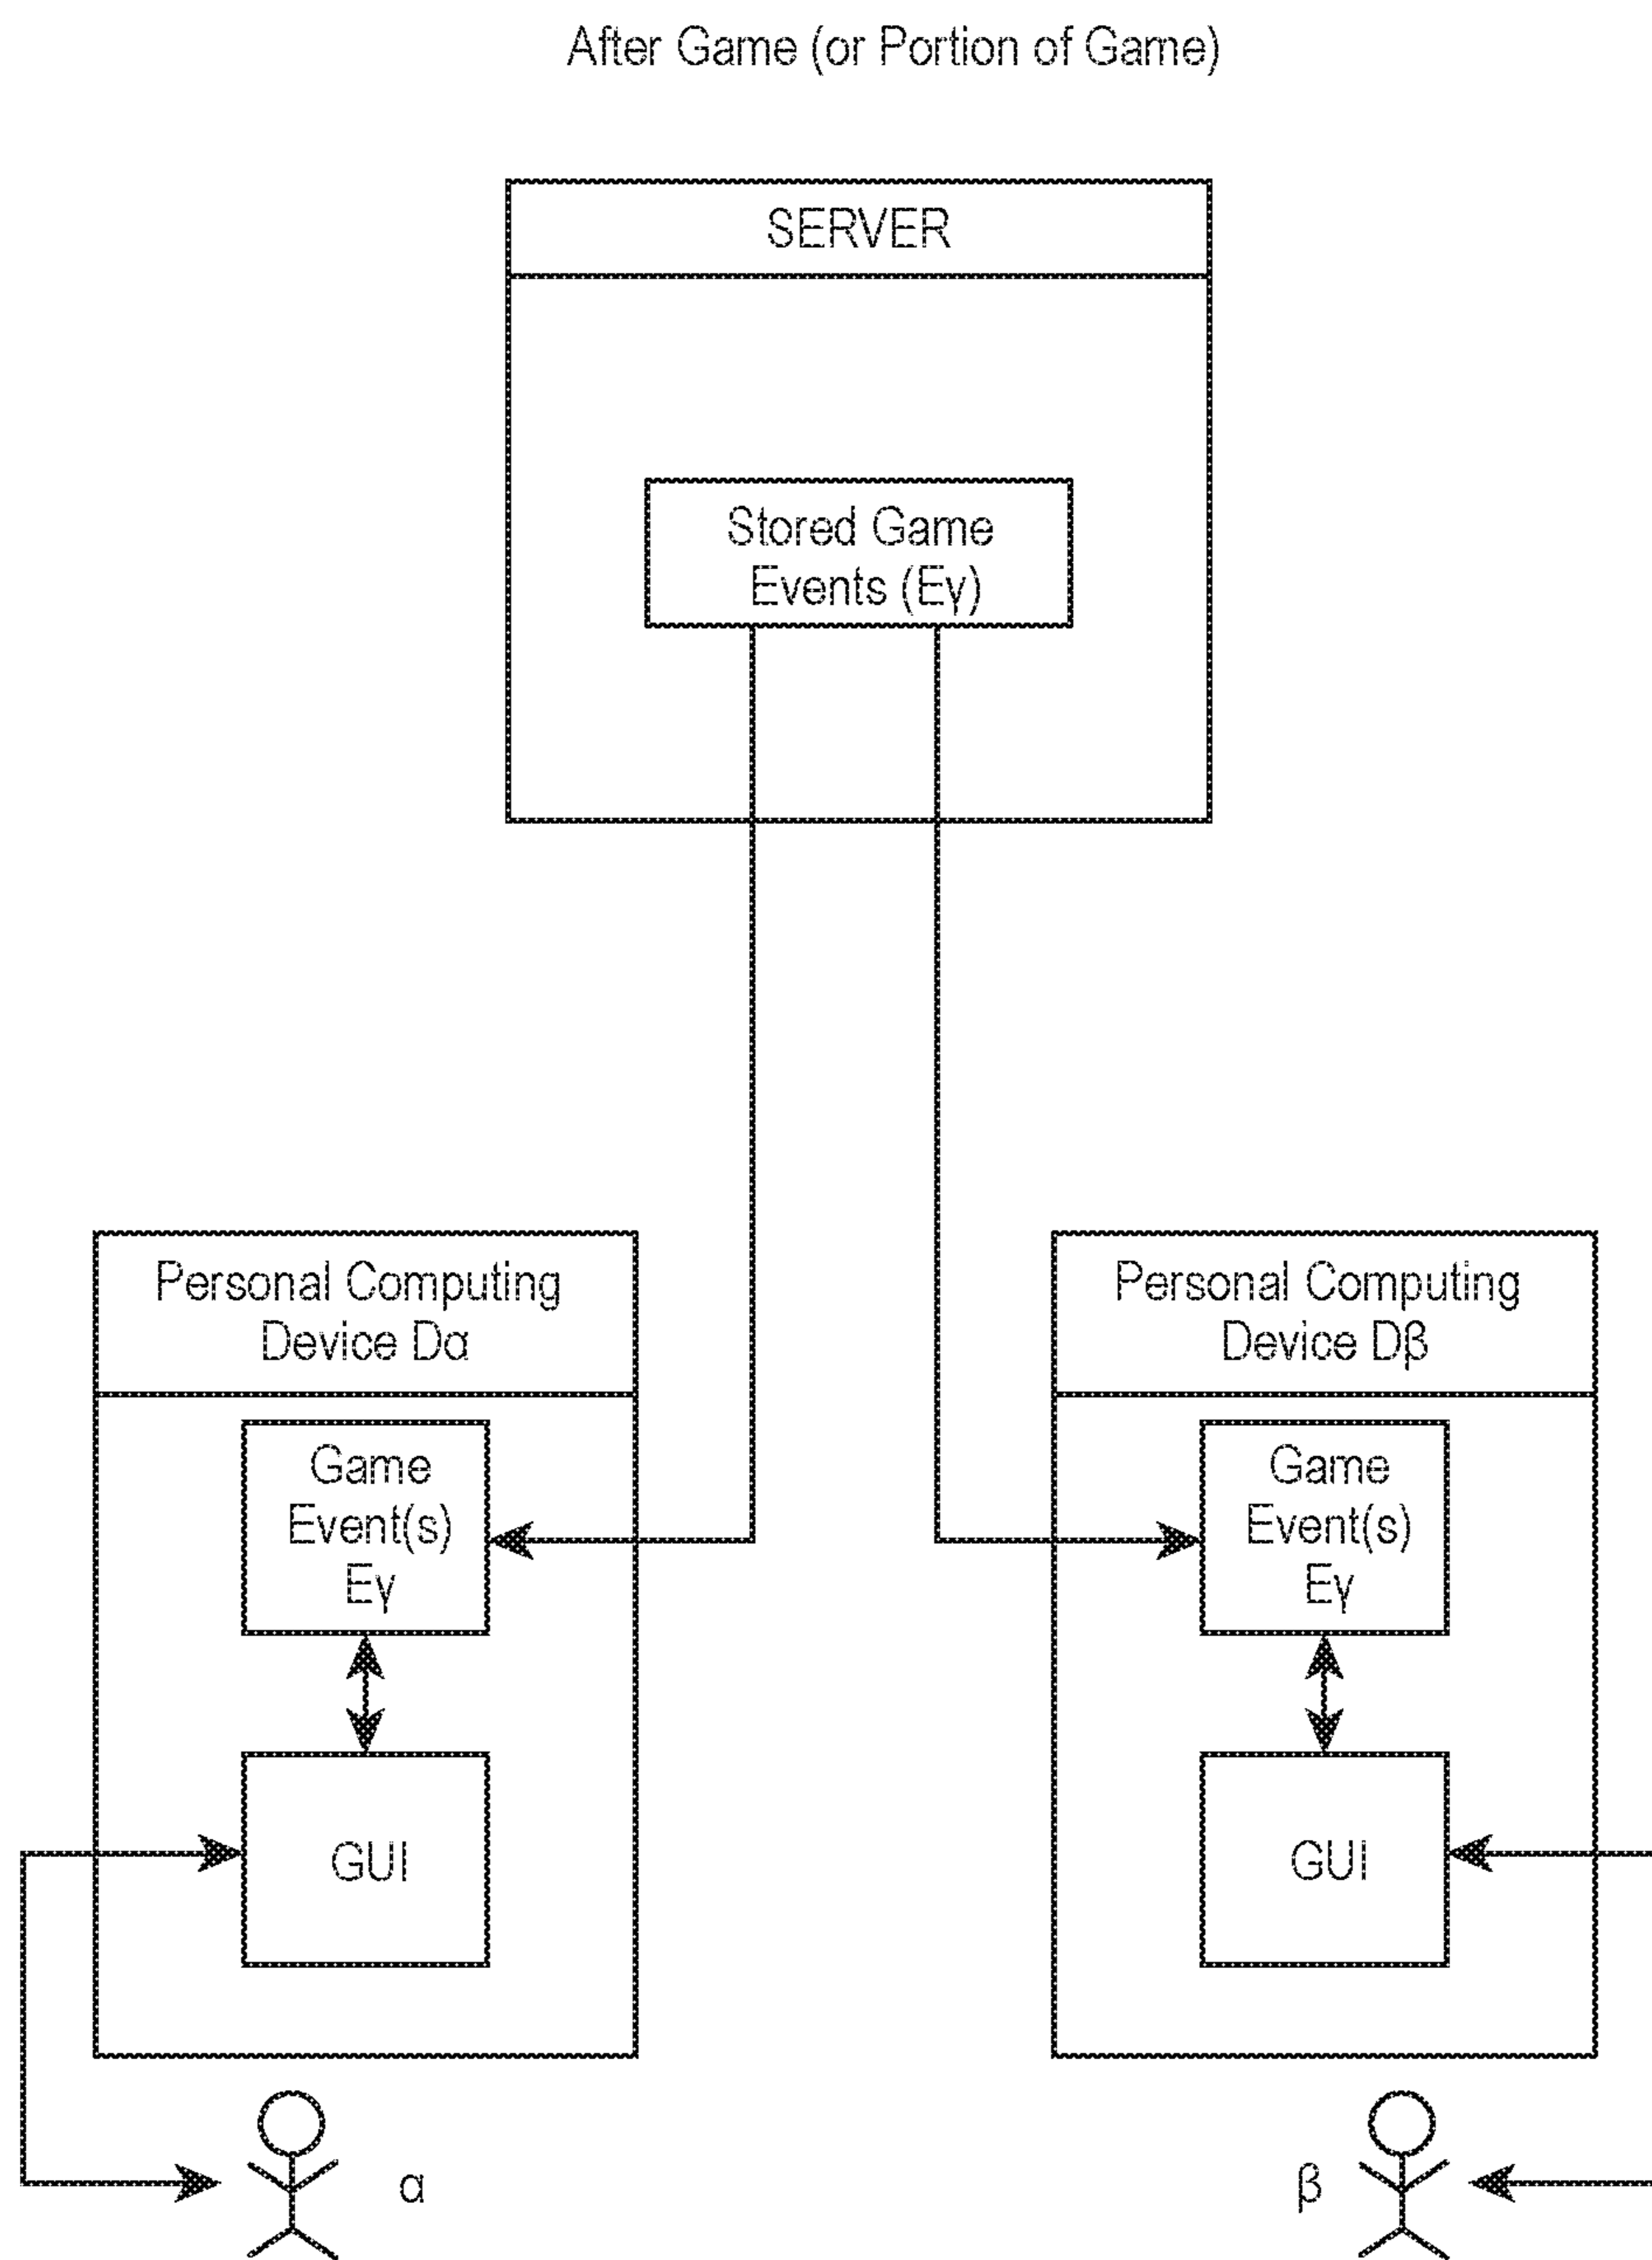 After Game (or Portion of Game)
SERVER
Stored Game
Events (Eγ)
Personal Computing
Device Dα
Game
Event(s)
Eγ
GUI
α
Personal Computing
Device Dβ
Game
Event(s)
Eγ
GUI
β